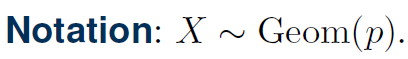 Notation: X ~ Geom(p).